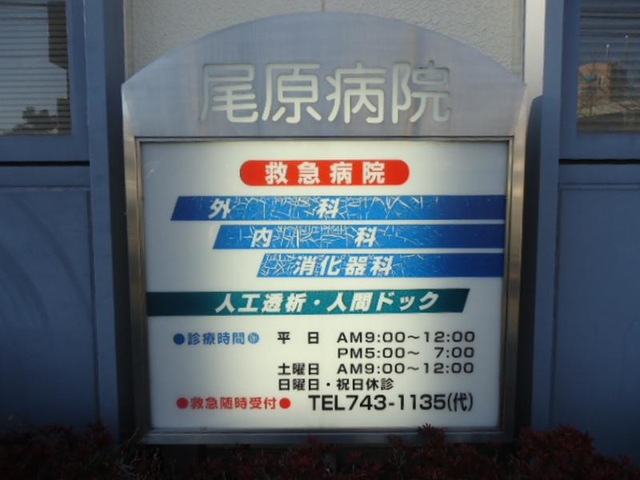 尾原病院
救急病院
外科
内科
消化器科
人工透析・人間ドック
●診療時間 平日 AM9:00〜12:00
PM5:00〜 7:00
土曜日 AM9:00〜12:00
日曜日・祝日休診
●救急随時受付● TEL743-1135(代)